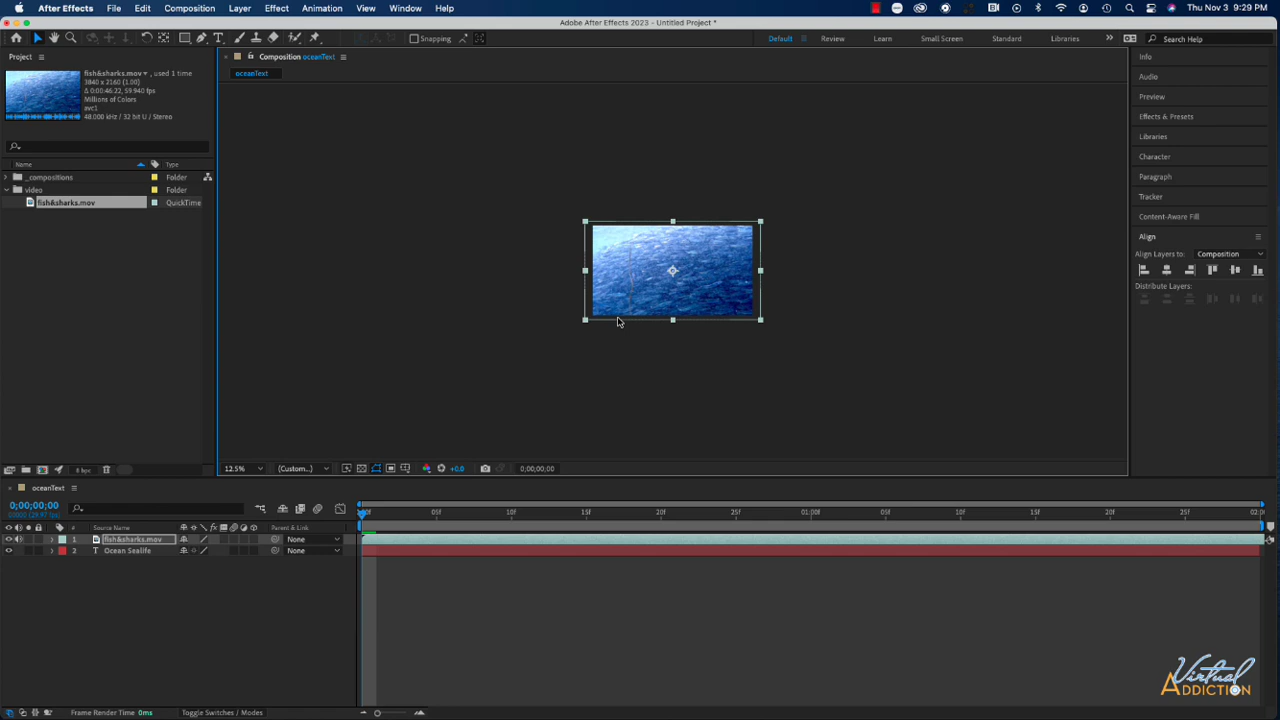 After Effects File Edit Composition Layer Effect Animation View Window Help Thu Nov 3 9:29 PM
Adobe After Effects 2023 - Untitled Project *
Snapping Default Review Learn Small Screen Standard Libraries Search Help
Project
Composition oceanText
oceanText
fish&sharks.mov , used 1 time
3840 x 2160 (1.00)
Δ 0:00:46:22, 59.940 fps
Millions of Colors
avc1
48.000 kHz / 32 bit U / Stereo
Name Type
_compositions Folder
video Folder
fish&sharks.mov QuickTime
Info
Audio
Preview
Effects & Presets
Libraries
Character
Paragraph
Tracker
Content-Aware Fill
Align
Align Layers to: Composition
Distribute Layers:
8 bpc
12.5% (Custom...) +0.0 0;00;00;00
oceanText
0;00;00;00
00000 (29.97 fps)
:00f 05f 10f 15f 20f 25f 01:00f 05f 10f 15f 20f 25f 02:0
# Source Name Parent & Link
1 fish&sharks.mov None
2 T Ocean Sealife None
Frame Render Time 0ms Toggle Switches / Modes
Virtual
ADDICTION